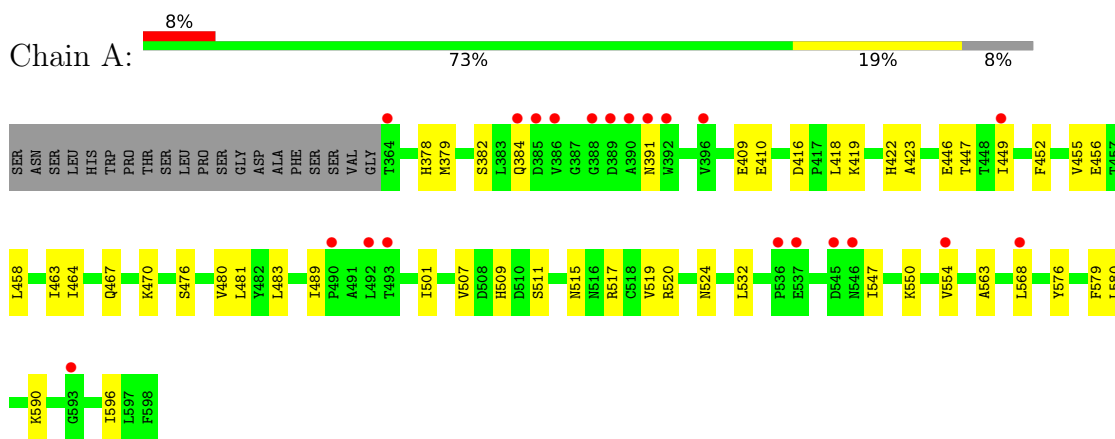 8%
Chain A:
73% 19% 8%
SER ASN SER LEU HIS TRP PRO THR SER LEU PRO SER GLY ASP ALA PHE SER SER VAL GLY T364 H378 M379 S382 L383 Q384 D385 V386 G387 G388 D389 A390 N391 W392 V396 E409 E410 D416 P417 L418 K419 H422 A423 E446 T447 T448 I449 F452 V455 E456 T457
L458 I463 I464 Q467 K470 S476 V480 L481 Y482 L483 I489 P490 A491 L492 T493 I501 V507 D508 H509 D510 S511 N515 N516 R517 C518 V519 R520 N524 L532 P536 E537 D545 N546 I547 K550 V554 A563 L568 Y576 F579 L580
K590 G593 I596 L597 F598